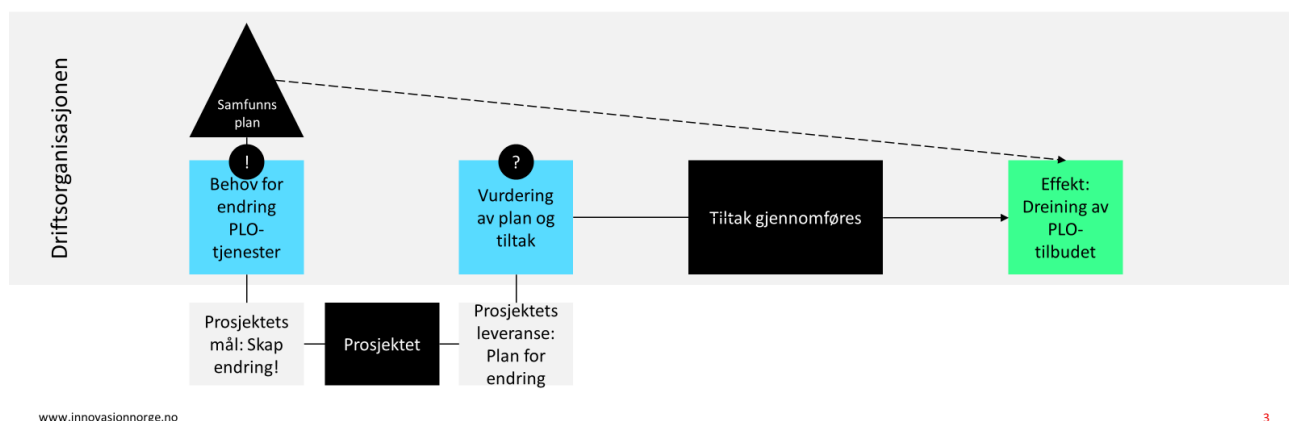 Driftsorganisasjonen
Samfunns
plan
!
Behov for
endring
PLO-
tjenester
?
Vurdering
av plan og
tiltak
Tiltak gjennomføres
Effekt:
Dreining av
PLO-
tilbudet
Prosjektets
mål: Skap
endring!
Prosjektet
Prosjektets
leveranse:
Plan for
endring
www.innovasjonnorge.no
3